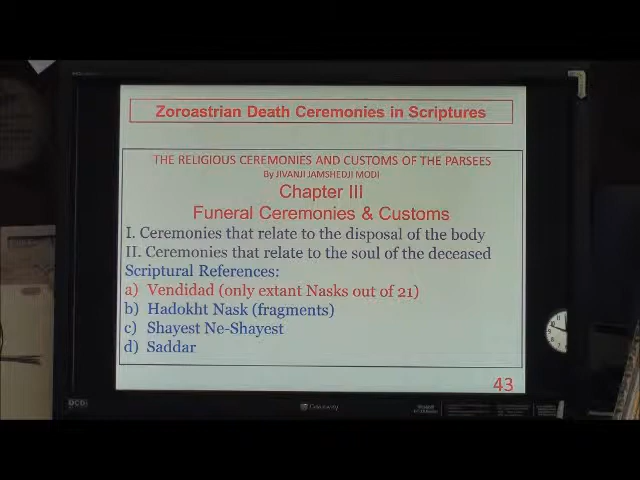 Zoroastrian Death Ceremonies in Scriptures
THE RELIGIOUS CEREMONIES AND CUSTOMS OF THE PARSEES
By JIVANJI JAMSHEDJI MODI
Chapter III
Funeral Ceremonies & Customs
I. Ceremonies that relate to the disposal of the body
II. Ceremonies that relate to the soul of the deceased
Scriptural References:
a) Vendidad (only extant Nasks out of 21)
b) Hadokht Nask (fragments)
c) Shayest Ne-Shayest
d) Saddar
43